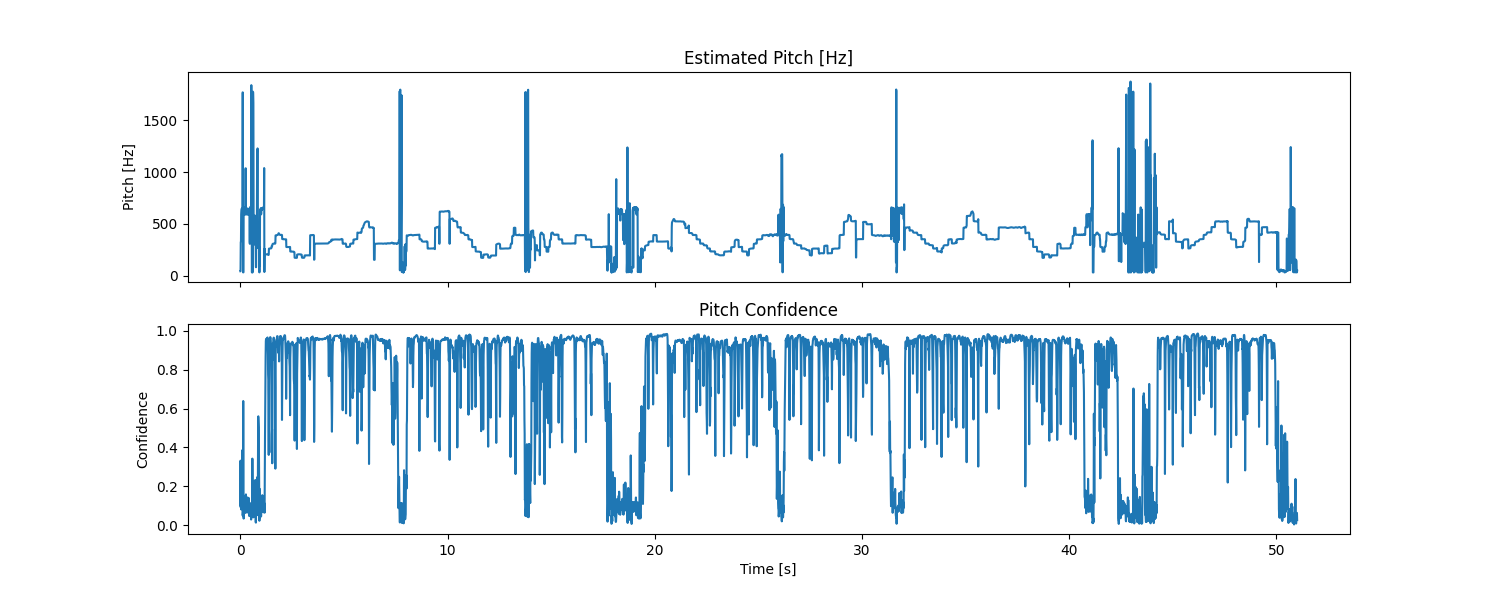 Estimated Pitch [Hz]
Pitch [Hz]
1500
1000
500
0
Pitch Confidence
Confidence
1.0
0.8
0.6
0.4
0.2
0.0
0 10 20 30 40 50
Time [s]